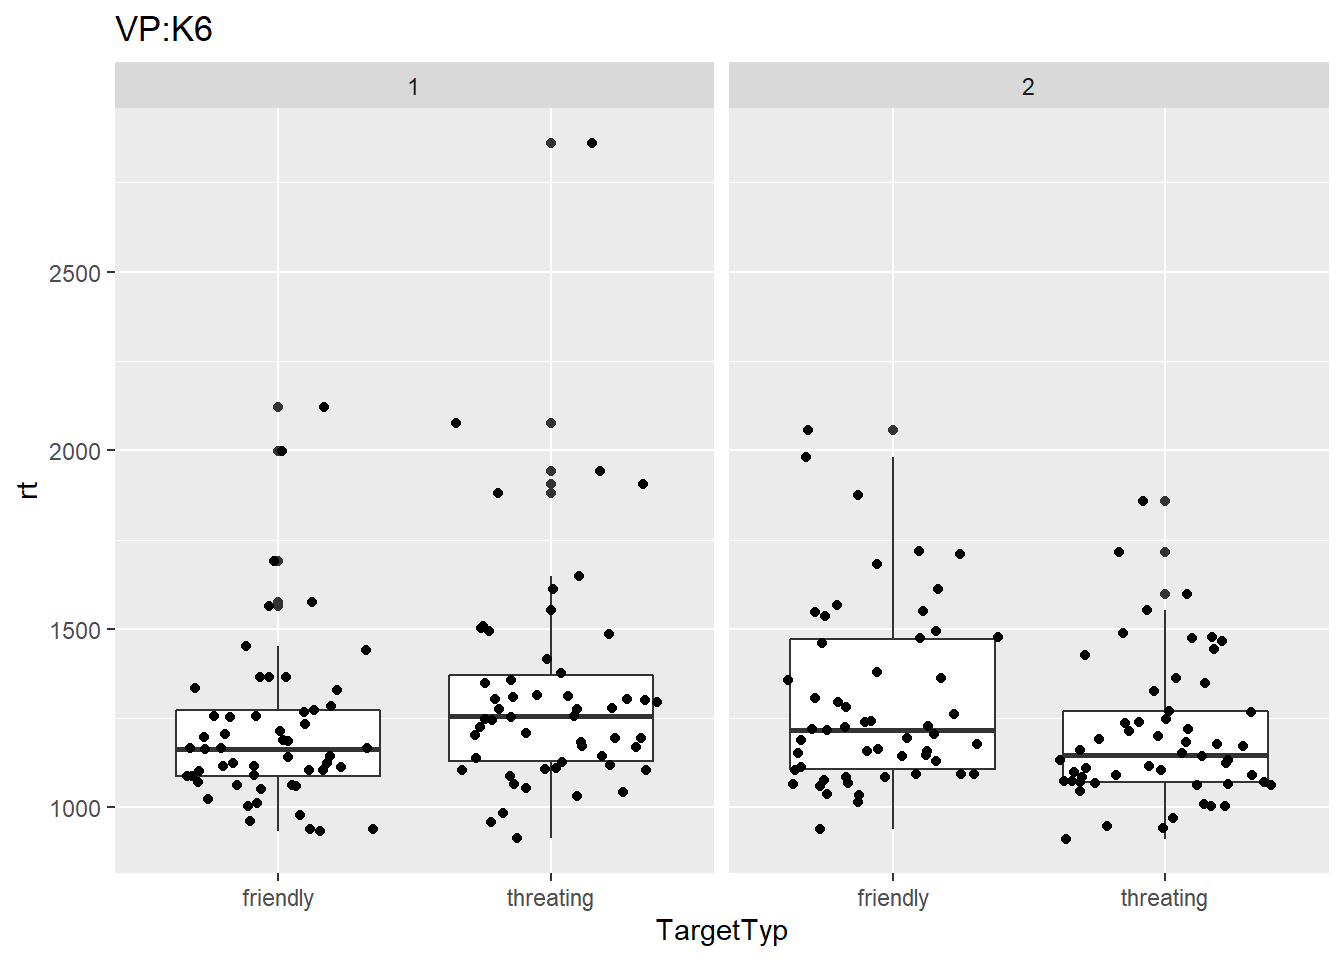 VP:K6
1 2
2500
2000
1500
1000
rt
friendly threating friendly threating
TargetTyp